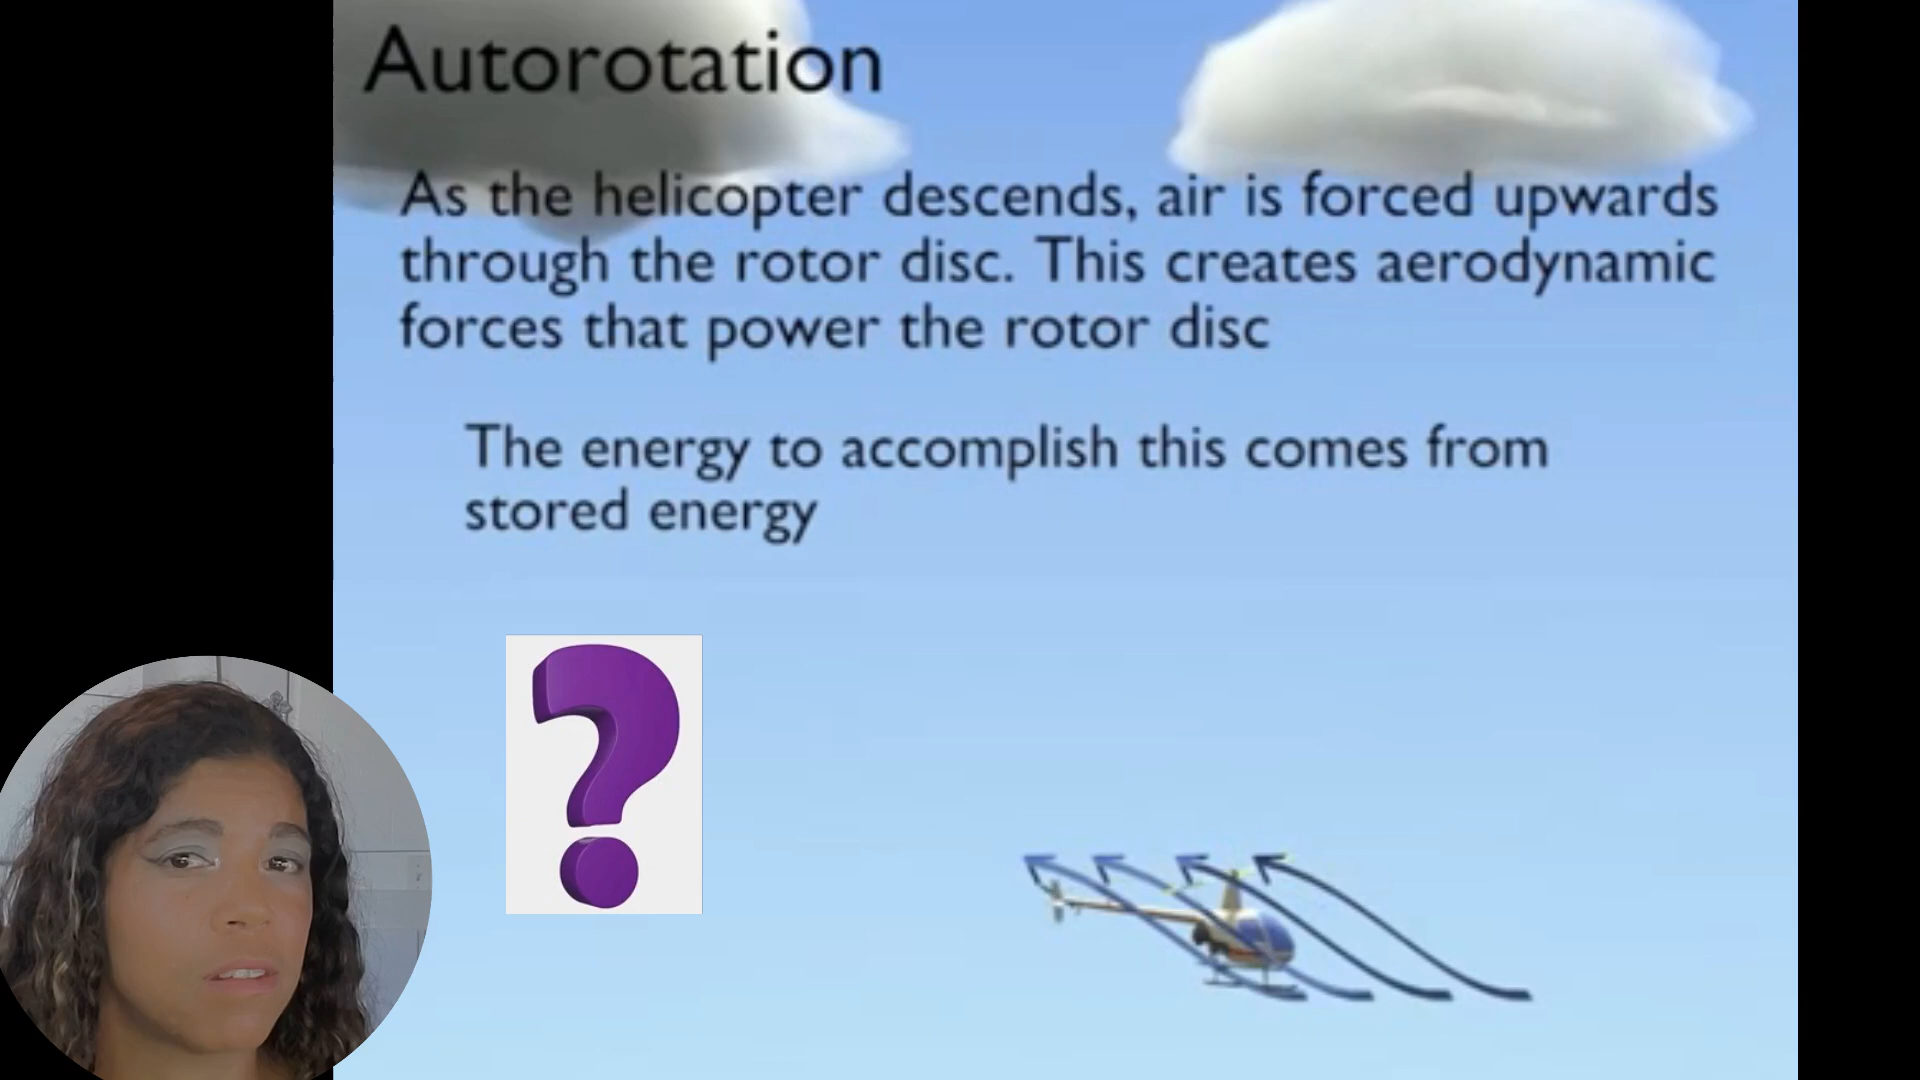 Autorotation
As the helicopter descends, air is forced upwards
through the rotor disc. This creates aerodynamic
forces that power the rotor disc
The energy to accomplish this comes from
stored energy
?